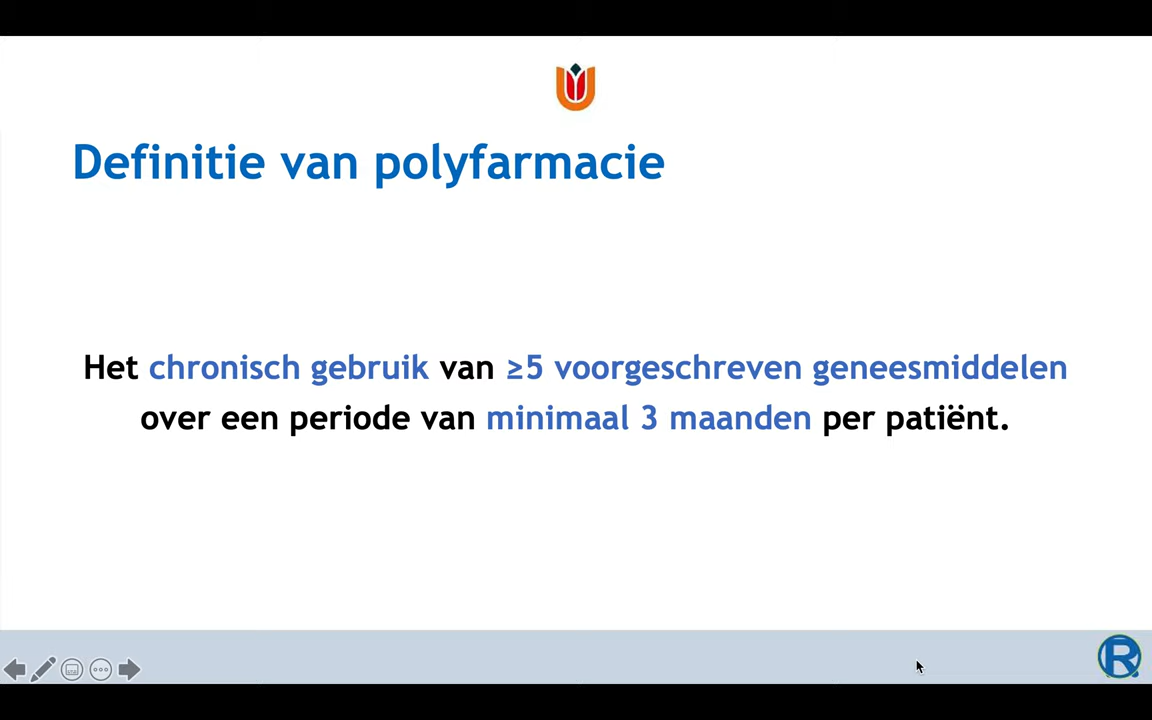 Definitie van polyfarmacie
Het chronisch gebruik van ≥5 voorgeschreven geneesmiddelen
over een periode van minimaal 3 maanden per patiënt.
R